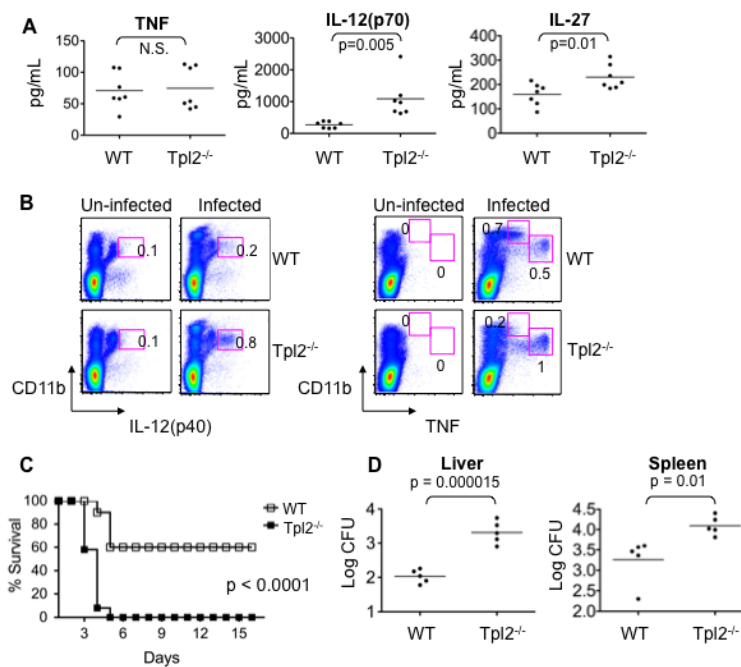 A
TNF
N.S.
pg/mL
150
100
50
0
WT
Tpl2-/-
IL-12(p70)
p=0.005
pg/mL
3000
2000
1000
0
WT
Tpl2-/-
IL-27
p=0.01
pg/mL
400
300
200
100
0
WT
Tpl2-/-
B
Un-infected
Infected
0.1
0.2
WT
0.1
0.8
Tpl2-/-
CD11b
IL-12(p40)
Un-infected
Infected
0
0
0.7
0.5
WT
0
0
0.2
1
Tpl2-/-
CD11b
TNF
C
% Survival
100
80
60
40
20
0
3
6
9
12
15
Days
WT
Tpl2-/-
p < 0.0001
D
Liver
p = 0.000015
Log CFU
4
3
2
1
WT
Tpl2-/-
Spleen
p = 0.01
Log CFU
4.5
4.0
3.5
3.0
2.5
2.0
WT
Tpl2-/-